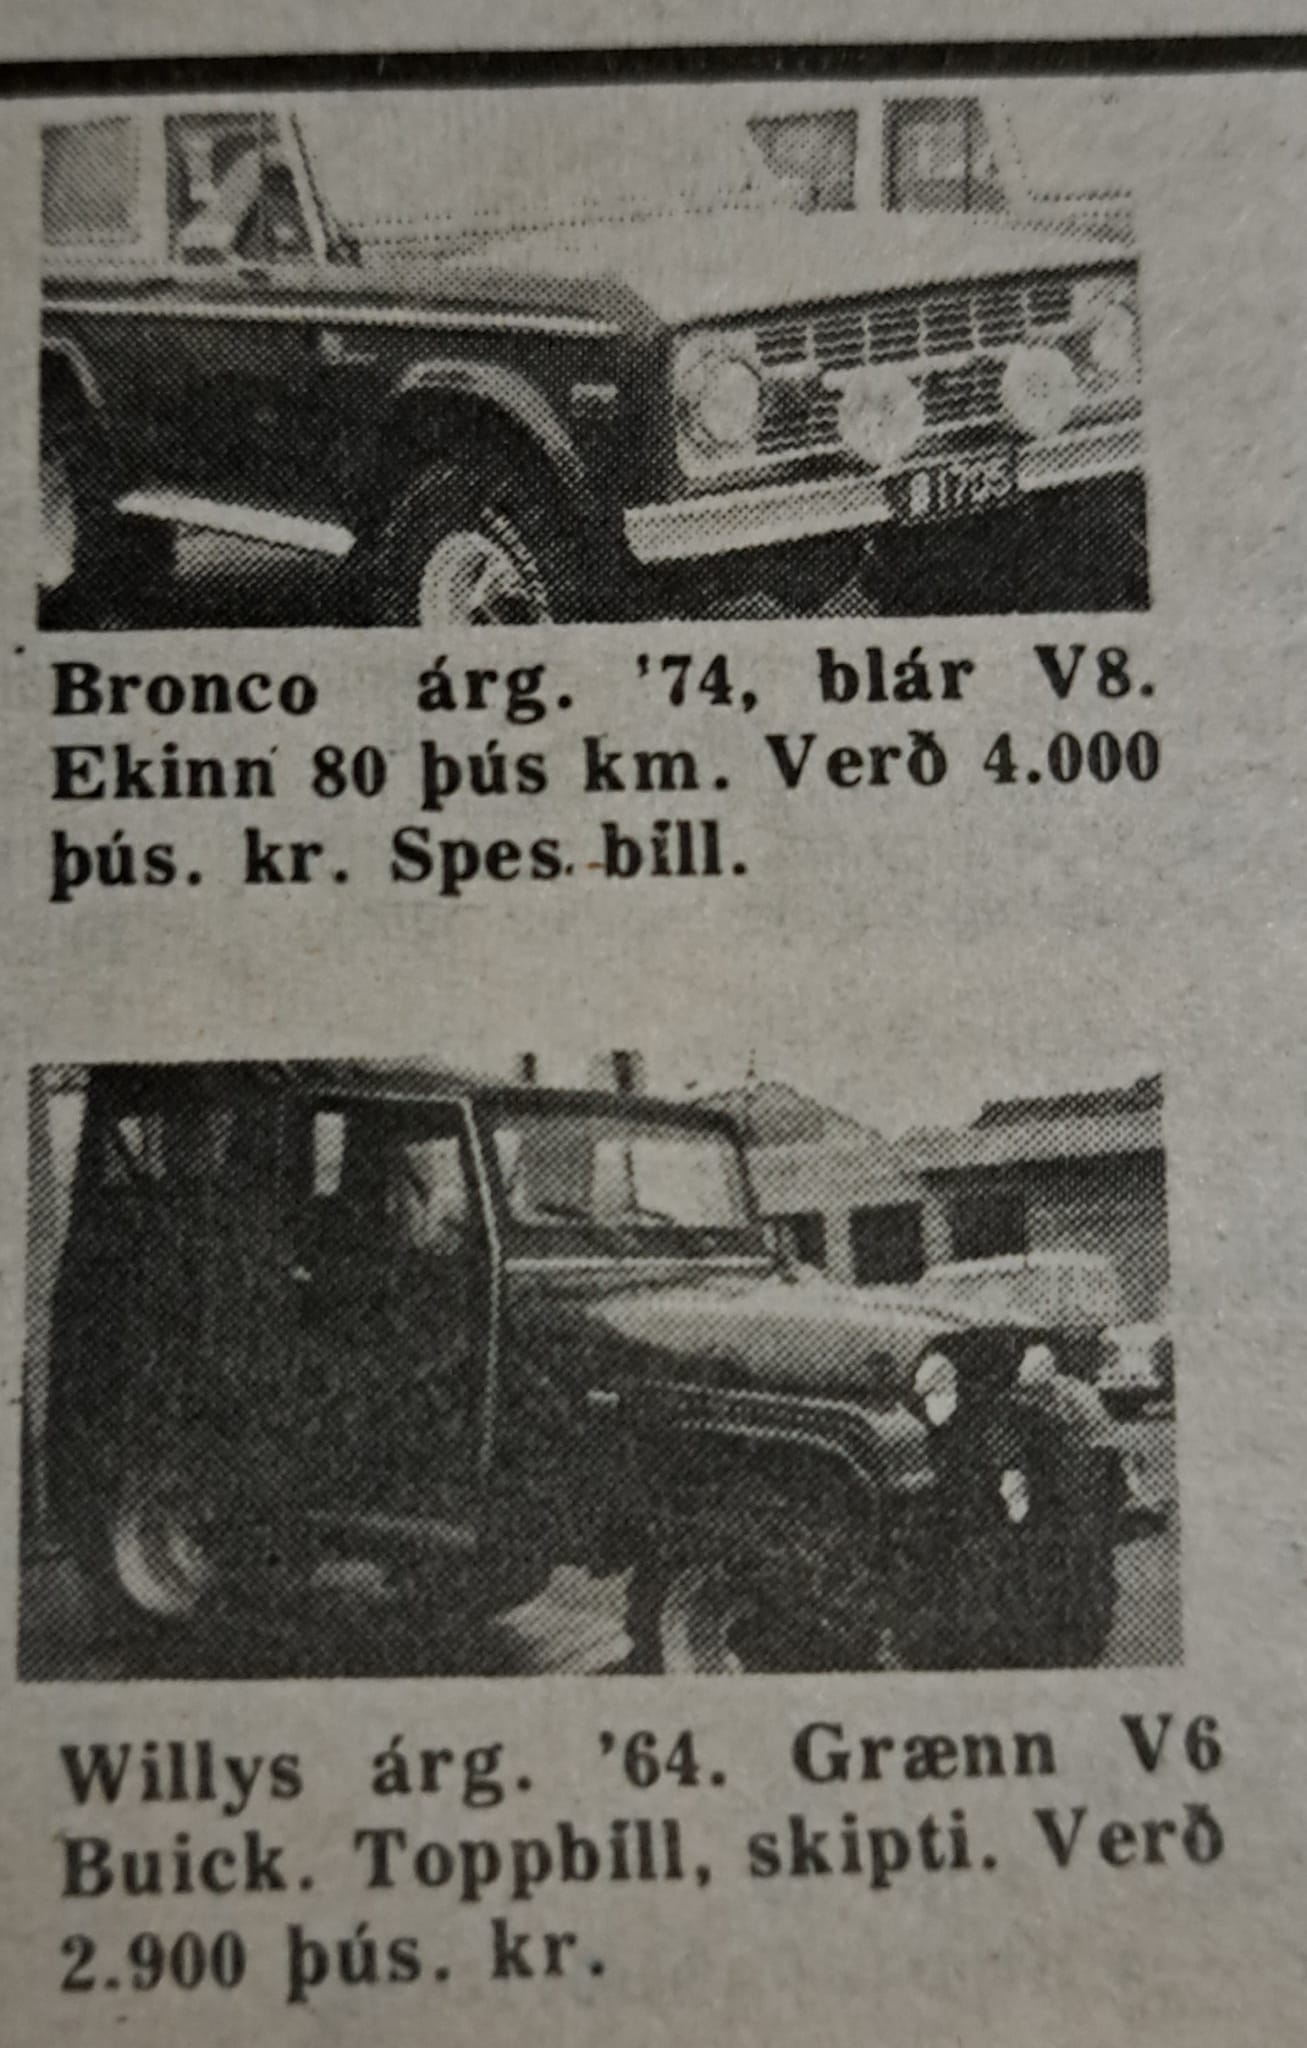 Bronco árg. '74, blár V8.
Ekinn 80 þús km. Verð 4.000
þús. kr. Spes. bíll.
Willys árg. '64. Grænn V6
Buick. Toppbíll, skipti. Verð
2.900 þús. kr.